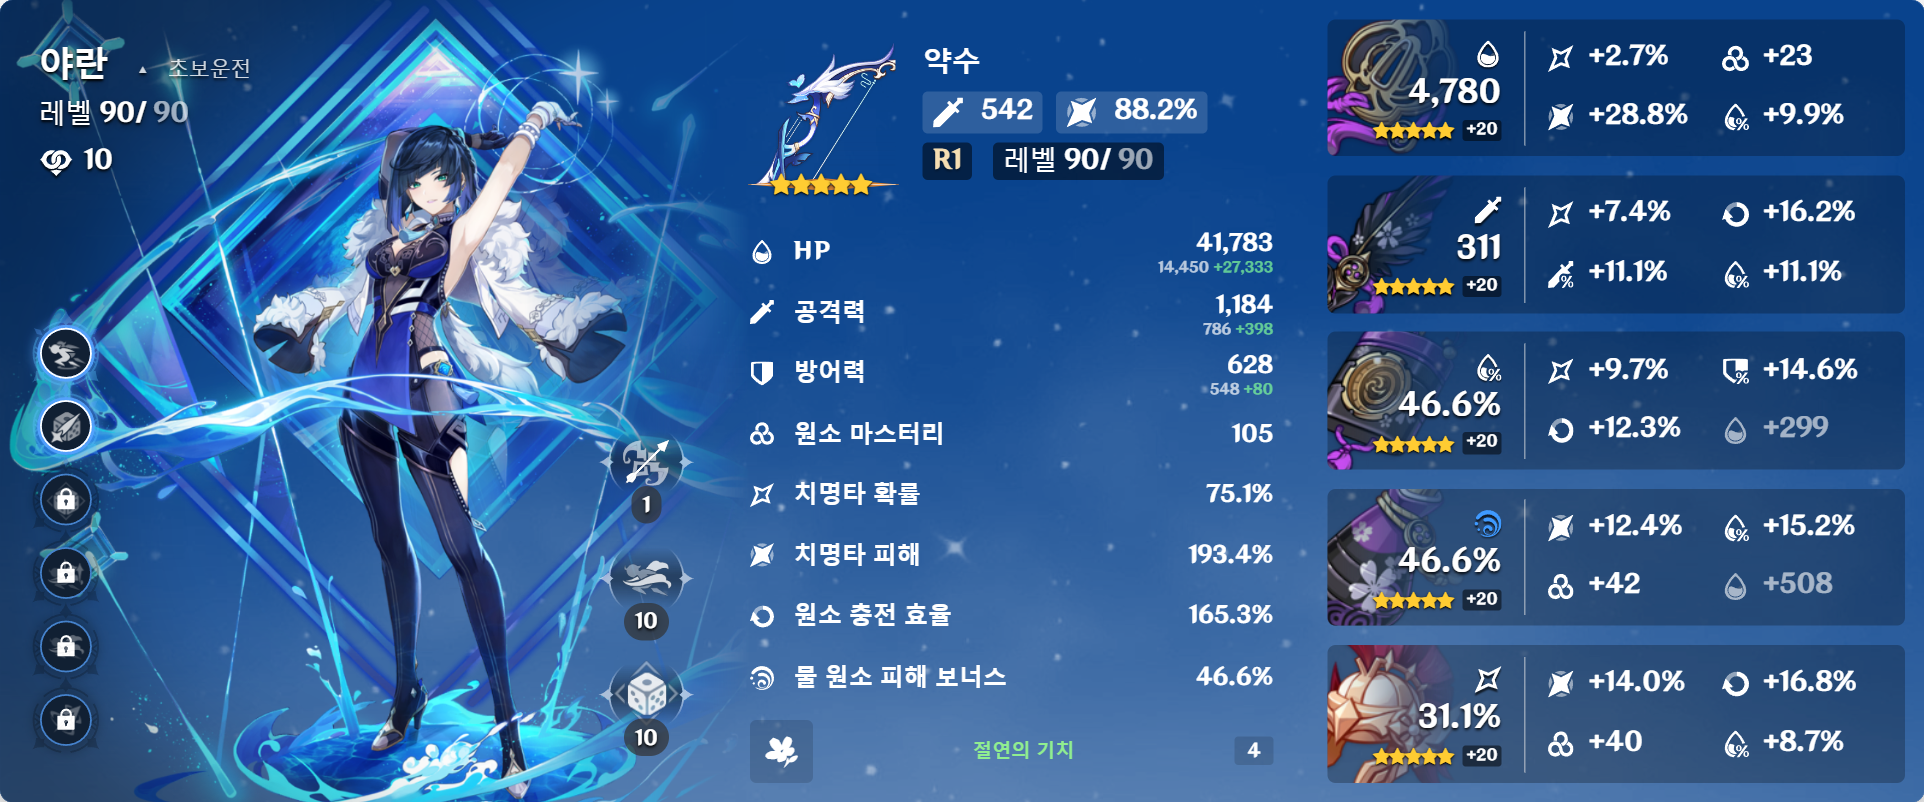 야란 ▲ 초보운전
레벨 90/ 90
10
1
10
10
약수
542 88.2%
R1 레벨 90/ 90
HP 41,783
14,450 +27,333
공격력 1,184
786 +398
방어력 628
548 +80
원소 마스터리 105
치명타 확률 75.1%
치명타 피해 193.4%
원소 충전 효율 165.3%
물 원소 피해 보너스 46.6%
절연의 기치 4
4,780
+20
+2.7% +23
+28.8% +9.9%
311
+20
+7.4% +16.2%
+11.1% +11.1%
46.6%
+20
+9.7% +14.6%
+12.3% +299
46.6%
+20
+12.4% +15.2%
+42 +508
31.1%
+20
+14.0% +16.8%
+40 +8.7%